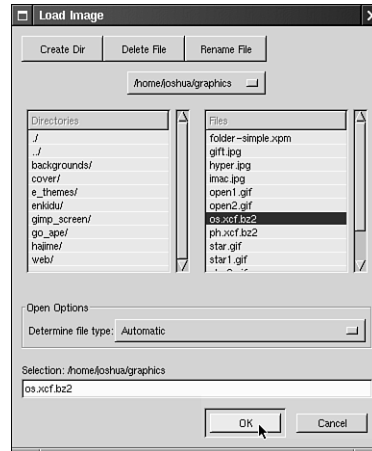 Load Image
Create Dir Delete File Rename File
/home/joshua/graphics
Directories
./
../
backgrounds/
cover/
e_themes/
enkidu/
gimp_screen/
go_ape/
hajime/
web/
Files
folder-simple.xpm
gift.jpg
hyper.jpg
imac.jpg
open1.gif
open2.gif
os.xcf.bz2
ph.xcf.bz2
star.gif
star1.gif
Open Options
Determine file type: Automatic
Selection: /home/joshua/graphics
os.xcf.bz2
OK Cancel